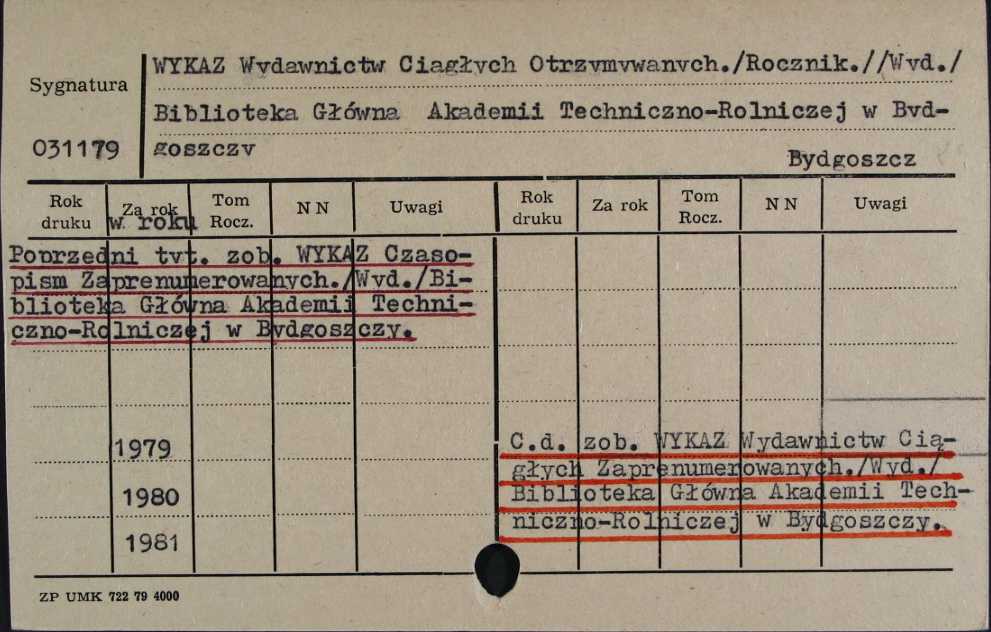 WYKAZ Wydawnictw Ciągłych Otrzymywanych./Rocznik.//Wyd./
Sygnatura
Biblioteka Główna Akademii Techniczno-Rolniczej w Byd-
031179
goszczy
Bydgoszcz
Rok druku
Za rok
w roku
Tom Rocz.
N N
Uwagi
Rok druku
Za rok
Tom Rocz.
N N
Uwagi
Poprzedni tyt. zob. WYKAZ Czaso-
pism Zaprenumerowanych./Wyd./Bi-
blioteka Główna Akademii Techni-
czno-Rolniczej w Bydgoszczy.
1979
1980
1981
C.d. zob. WYKAZ Wydawnictw Cią-
głych Zaprenumerowanych./Wyd./
Biblioteka Główna Akademii Tech-
niczno-Rolniczej w Bydgoszczy.
ZP UMK 722 79 4000